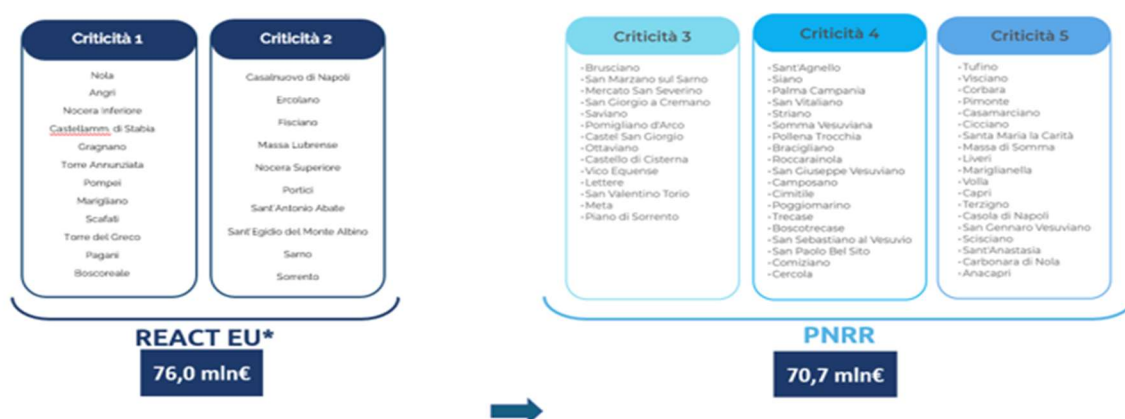 Criticità 1
Nola
Angri
Nocera Inferiore
Castellamm. di Stabia
Gragnano
Torre Annunziata
Pompei
Marigliano
Scafati
Torre del Greco
Pagani
Boscoreale
Criticità 2
Casalnuovo di Napoli
Ercolano
Fisciano
Massa Lubrense
Nocera Superiore
Portici
Sant'Antonio Abate
Sant'Egidio del Monte Albino
Sarno
Sorrento
REACT EU*
76,0 mln€
Criticità 3
-Brusciano
-San Marzano sul Sarno
-Mercato San Severino
-San Giorgio a Cremano
-Saviano
-Pomigliano d'Arco
-Castel San Giorgio
-Ottaviano
-Castello di Cisterna
-Vico Equense
-Lettere
-San Valentino Torio
-Meta
-Piano di Sorrento
Criticità 4
-Sant'Agnello
-Siano
-Palma Campania
-San Vitaliano
-Striano
-Somma Vesuviana
-Pollena Trocchia
-Bracigliano
-Roccarainola
-San Giuseppe Vesuviano
-Camposano
-Cimitile
-Poggiomarino
-Trecase
-Boscotrecase
-San Sebastiano al Vesuvio
-San Paolo Bel Sito
-Comiziano
-Cercola
Criticità 5
-Tufino
-Visciano
-Corbara
-Pimonte
-Casamarciano
-Cicciano
-Santa Maria la Carità
-Massa di Somma
-Liveri
-Mariglianella
-Volla
-Capri
-Terzigno
-Casola di Napoli
-San Gennaro Vesuviano
-Scisciano
-Sant'Anastasia
-Carbonara di Nola
-Anacapri
PNRR
70,7 mln€